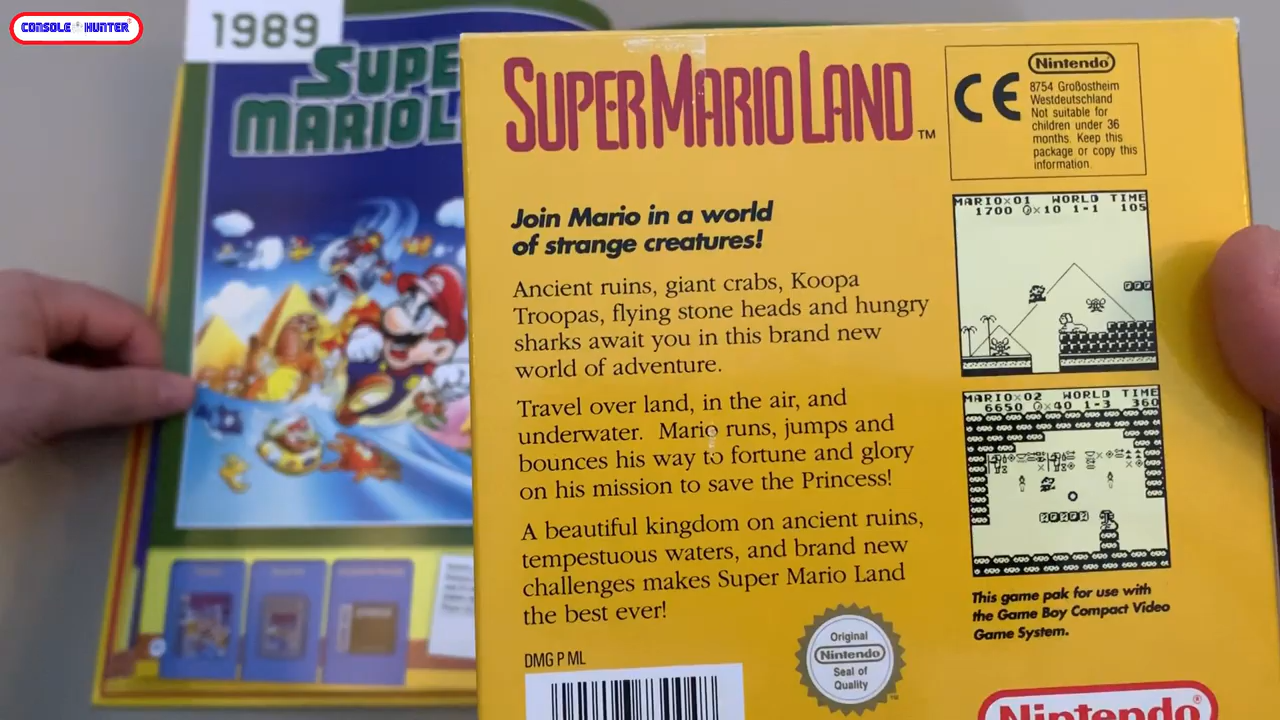 CONSOLE HUNTER
1989
SUPE
MARIO L
SUPER MARIO LAND™
CE
Nintendo
8754 Großostheim
Westdeutschland
Not suitable for
children under 36
months. Keep this
package or copy this
information.
Join Mario in a world
of strange creatures!
Ancient ruins, giant crabs, Koopa
Troopas, flying stone heads and hungry
sharks await you in this brand new
world of adventure.
Travel over land, in the air, and
underwater. Mario runs, jumps and
bounces his way to fortune and glory
on his mission to save the Princess!
A beautiful kingdom on ancient ruins,
tempestuous waters, and brand new
challenges makes Super Mario Land
the best ever!
DMG P ML
MARIO×01 WORLD TIME
1700 ×10 1-1 105
MARIO×02 WORLD TIME
6650 ×40 1-3 360
This game pak for use with
the Game Boy Compact Video
Game System.
Original
Nintendo
Seal of
Quality
™
Nintendo